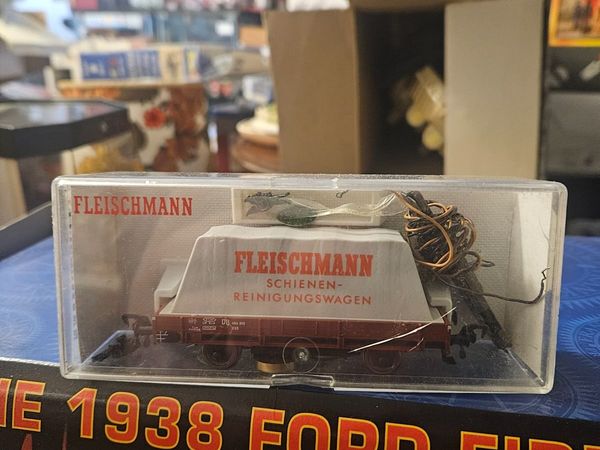 FLEISCHMANN
FLEISCHMANN
SCHIENEN-
REINIGUNGSWAGEN
1938 FORD